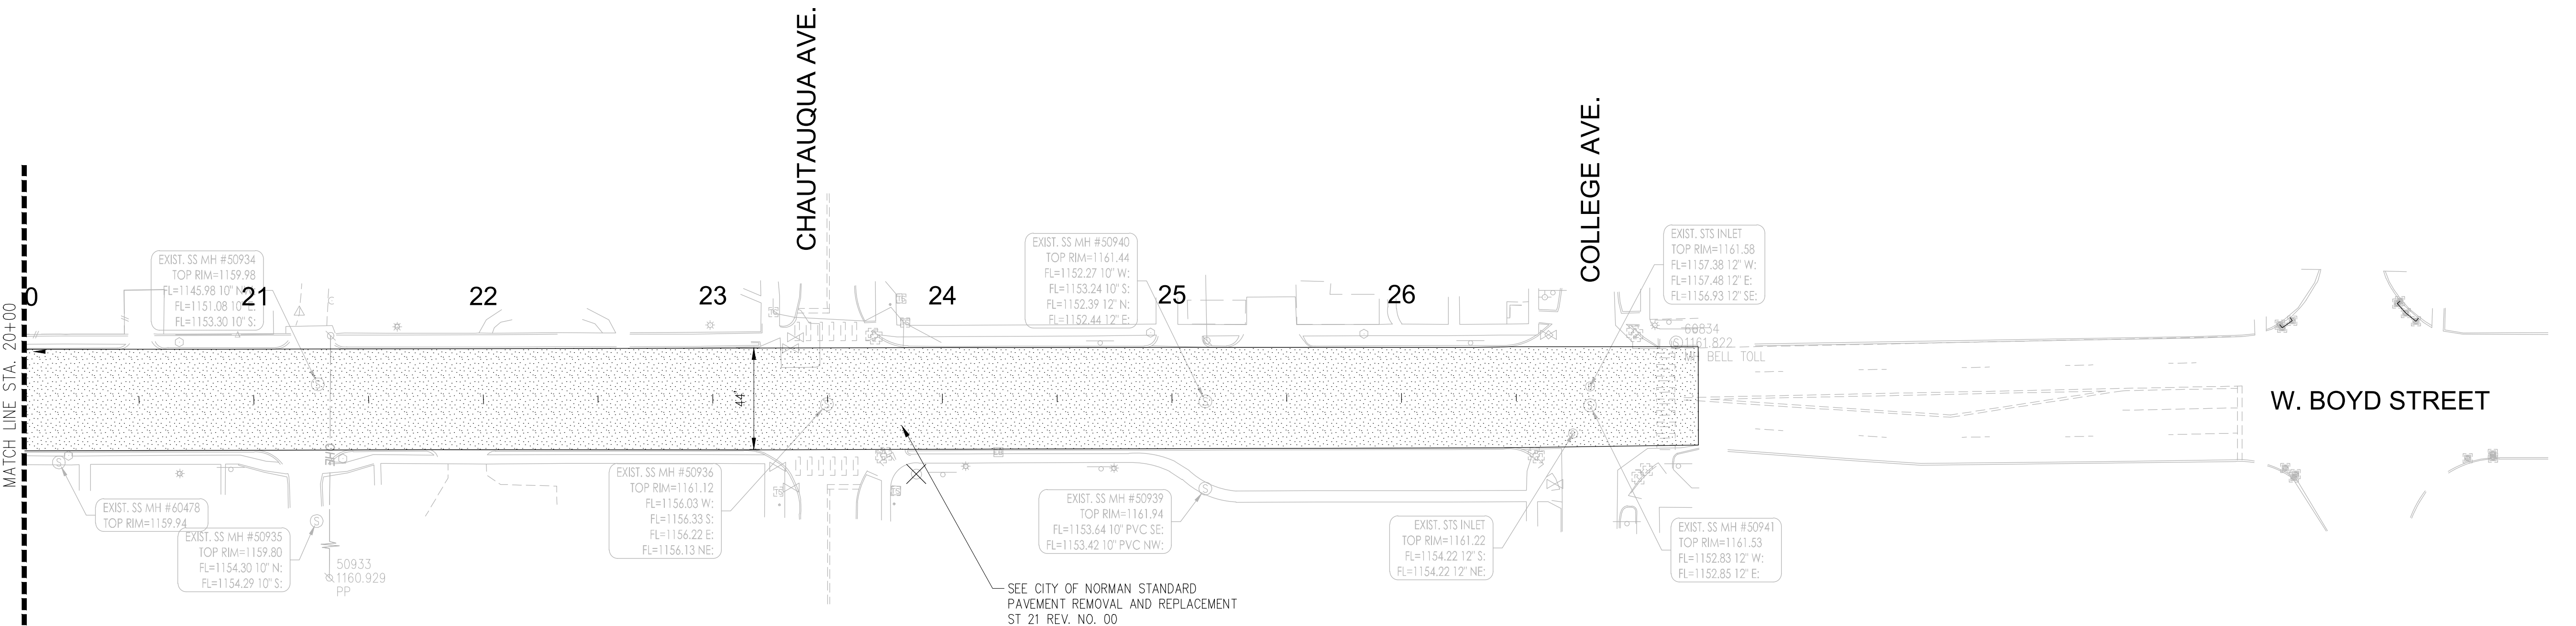 CHAUTAUQUA AVE.
COLLEGE AVE.
W. BOYD STREET
MATCH LINE STA. 20+00
0
21
22
23
24
25
26
EXIST. SS MH #50934
TOP RIM=1159.98
FL=1145.98 10" N
FL=1151.08 10" E:
FL=1153.30 10" S:
EXIST. SS MH #50940
TOP RIM=1161.44
FL=1152.27 10" W:
FL=1153.24 10" S:
FL=1152.39 12" N:
FL=1152.44 12" E:
EXIST. STS INLET
TOP RIM=1161.58
FL=1157.38 12" W:
FL=1157.48 12" E:
FL=1156.93 12" SE:
60834
1161.822
MH BELL TOLL
44'
OHE
EXIST. SS MH #60478
TOP RIM=1159.94
EXIST. SS MH #50935
TOP RIM=1159.80
FL=1154.30 10" N:
FL=1154.29 10" S:
50933
1160.929
PP
EXIST. SS MH #50936
TOP RIM=1161.12
FL=1156.03 W:
FL=1156.33 S:
FL=1156.22 E:
FL=1156.13 NE:
EXIST. SS MH #50939
TOP RIM=1161.94
FL=1153.64 10" PVC SE:
FL=1153.42 10" PVC NW:
EXIST. STS INLET
TOP RIM=1161.22
FL=1154.22 12" S:
FL=1154.22 12" NE:
EXIST. SS MH #50941
TOP RIM=1161.53
FL=1152.83 12" W:
FL=1152.85 12" E:
SEE CITY OF NORMAN STANDARD
PAVEMENT REMOVAL AND REPLACEMENT
ST 21 REV. NO. 00